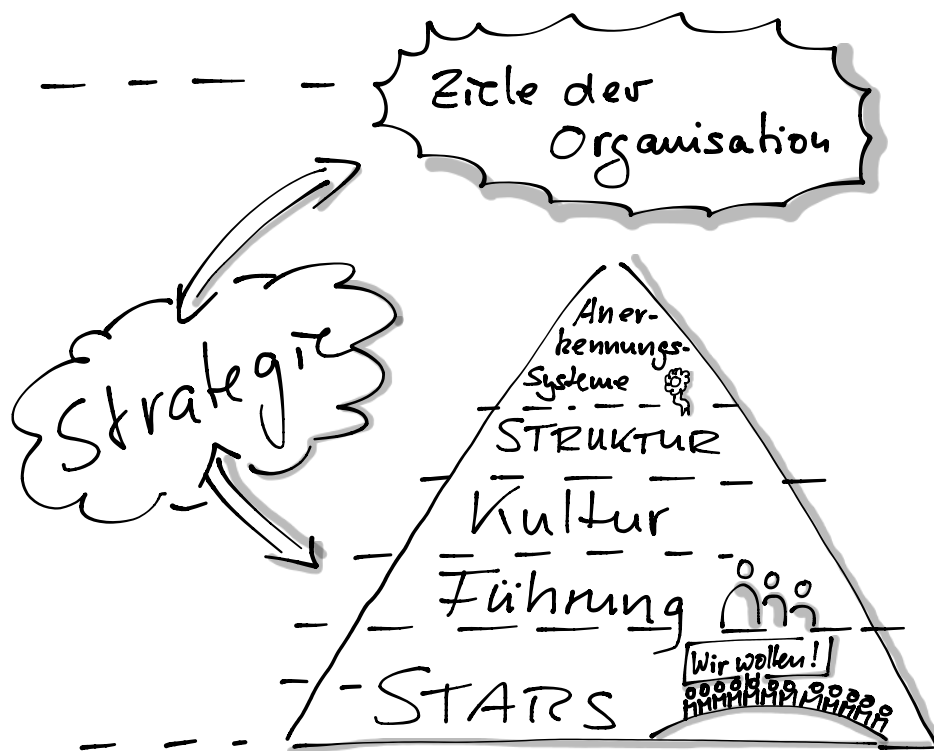 Ziele der
Organisation
Strategie
Aner-
kennungs-
Systeme
STRUKTUR
Kultur
Führung
Wir wollen!
STARS